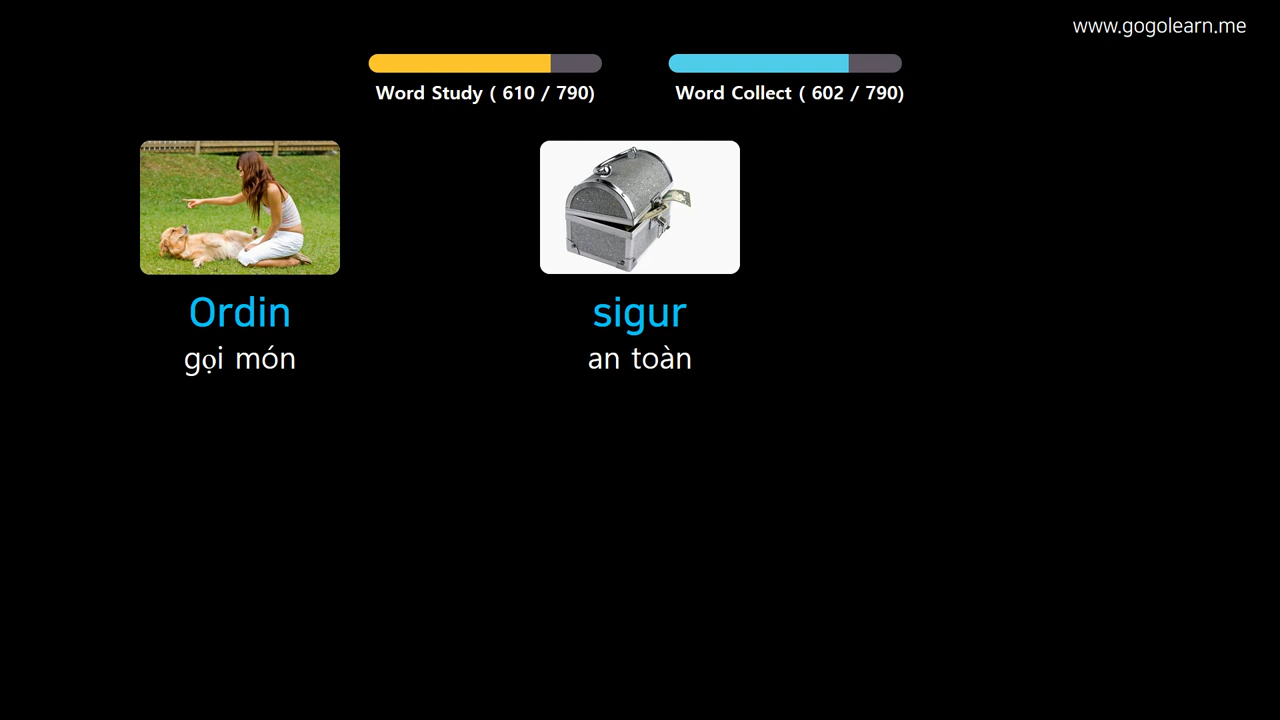 www.gogolearn.me
Word Study ( 610 / 790)
Word Collect ( 602 / 790)
Ordin
gọi món
sigur
an toàn